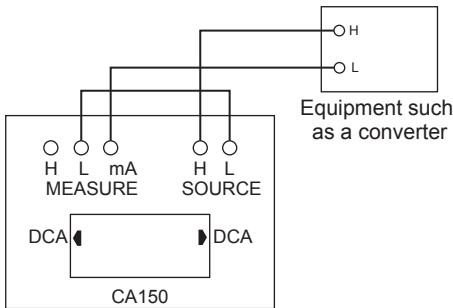 H
L
Equipment such
as a converter
H L mA H L
MEASURE SOURCE
DCA DCA
CA150